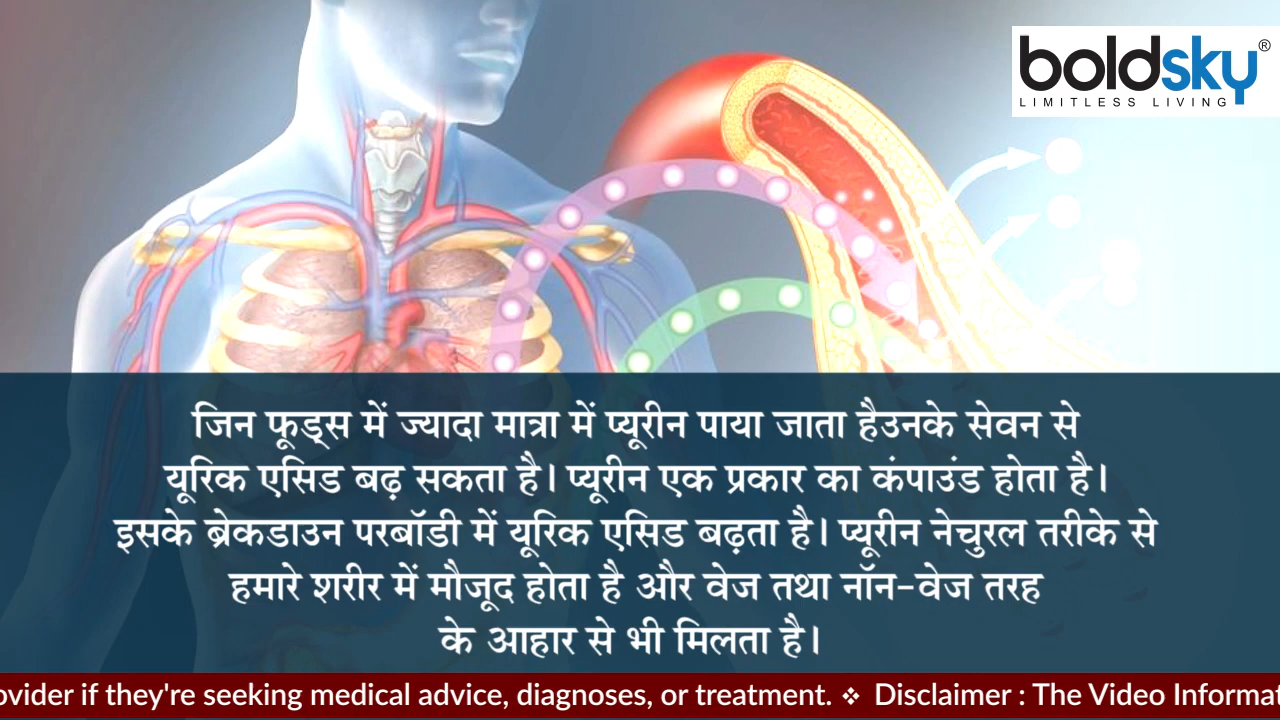 boldsky®
LIMITLESS LIVING
जिन फूड्स में ज्यादा मात्रा में प्यूरीन पाया जाता हैउनके सेवन से
यूरिक एसिड बढ़ सकता है। प्यूरीन एक प्रकार का कंपाउंड होता है।
इसके ब्रेकडाउन परबॉडी में यूरिक एसिड बढ़ता है। प्यूरीन नेचुरल तरीके से
हमारे शरीर में मौजूद होता है और वेज तथा नॉन-वेज तरह
के आहार से भी मिलता है।
ovider if they're seeking medical advice, diagnoses, or treatment. ❖ Disclaimer : The Video Informat